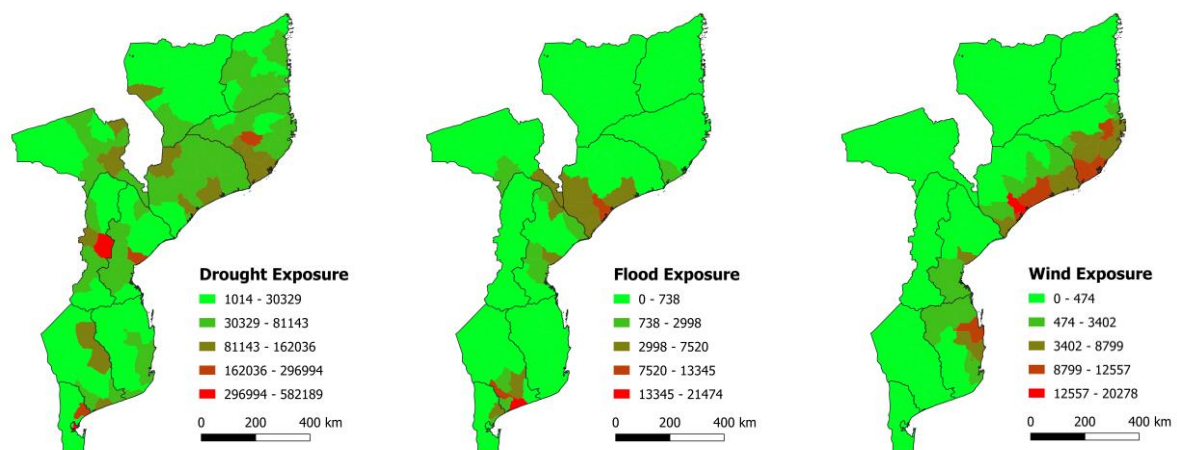 Drought Exposure
1014 - 30329
30329 - 81143
81143 - 162036
162036 - 296994
296994 - 582189
0 200 400 km
Flood Exposure
0 - 738
738 - 2998
2998 - 7520
7520 - 13345
13345 - 21474
0 200 400 km
Wind Exposure
0 - 474
474 - 3402
3402 - 8799
8799 - 12557
12557 - 20278
0 200 400 km